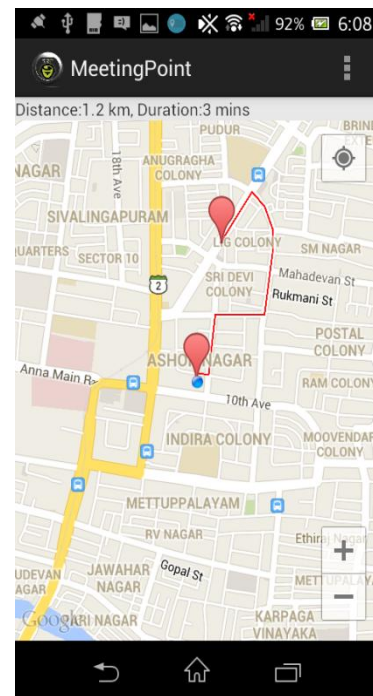 92% 6:08
MeetingPoint
Distance:1.2 km, Duration:3 mins
PUDUR
BRIN
18th Ave
ANUGRAGHA
COLONY
NAGAR
SIVALINGAPURAM
LIG COLONY
QUARTERS
SECTOR 10
SM NAGAR
SRI DEVI
COLONY
Mahadevan St
2
Rukmani St
POSTAL
COLONY
ASHOK NAGAR
Anna Main
RAM COLONY
10th Ave
INDIRA COLONY
MOOVENDAR
COLONY
METTUPPALAYAM
RV NAGAR
Ethiraj Nagar
+
UDEVAN
AGAR
JAWAHAR
NAGAR
Gopal St
METTUPALAY
−
Google
RI NAGAR
KARPAGA
VINAYAKA